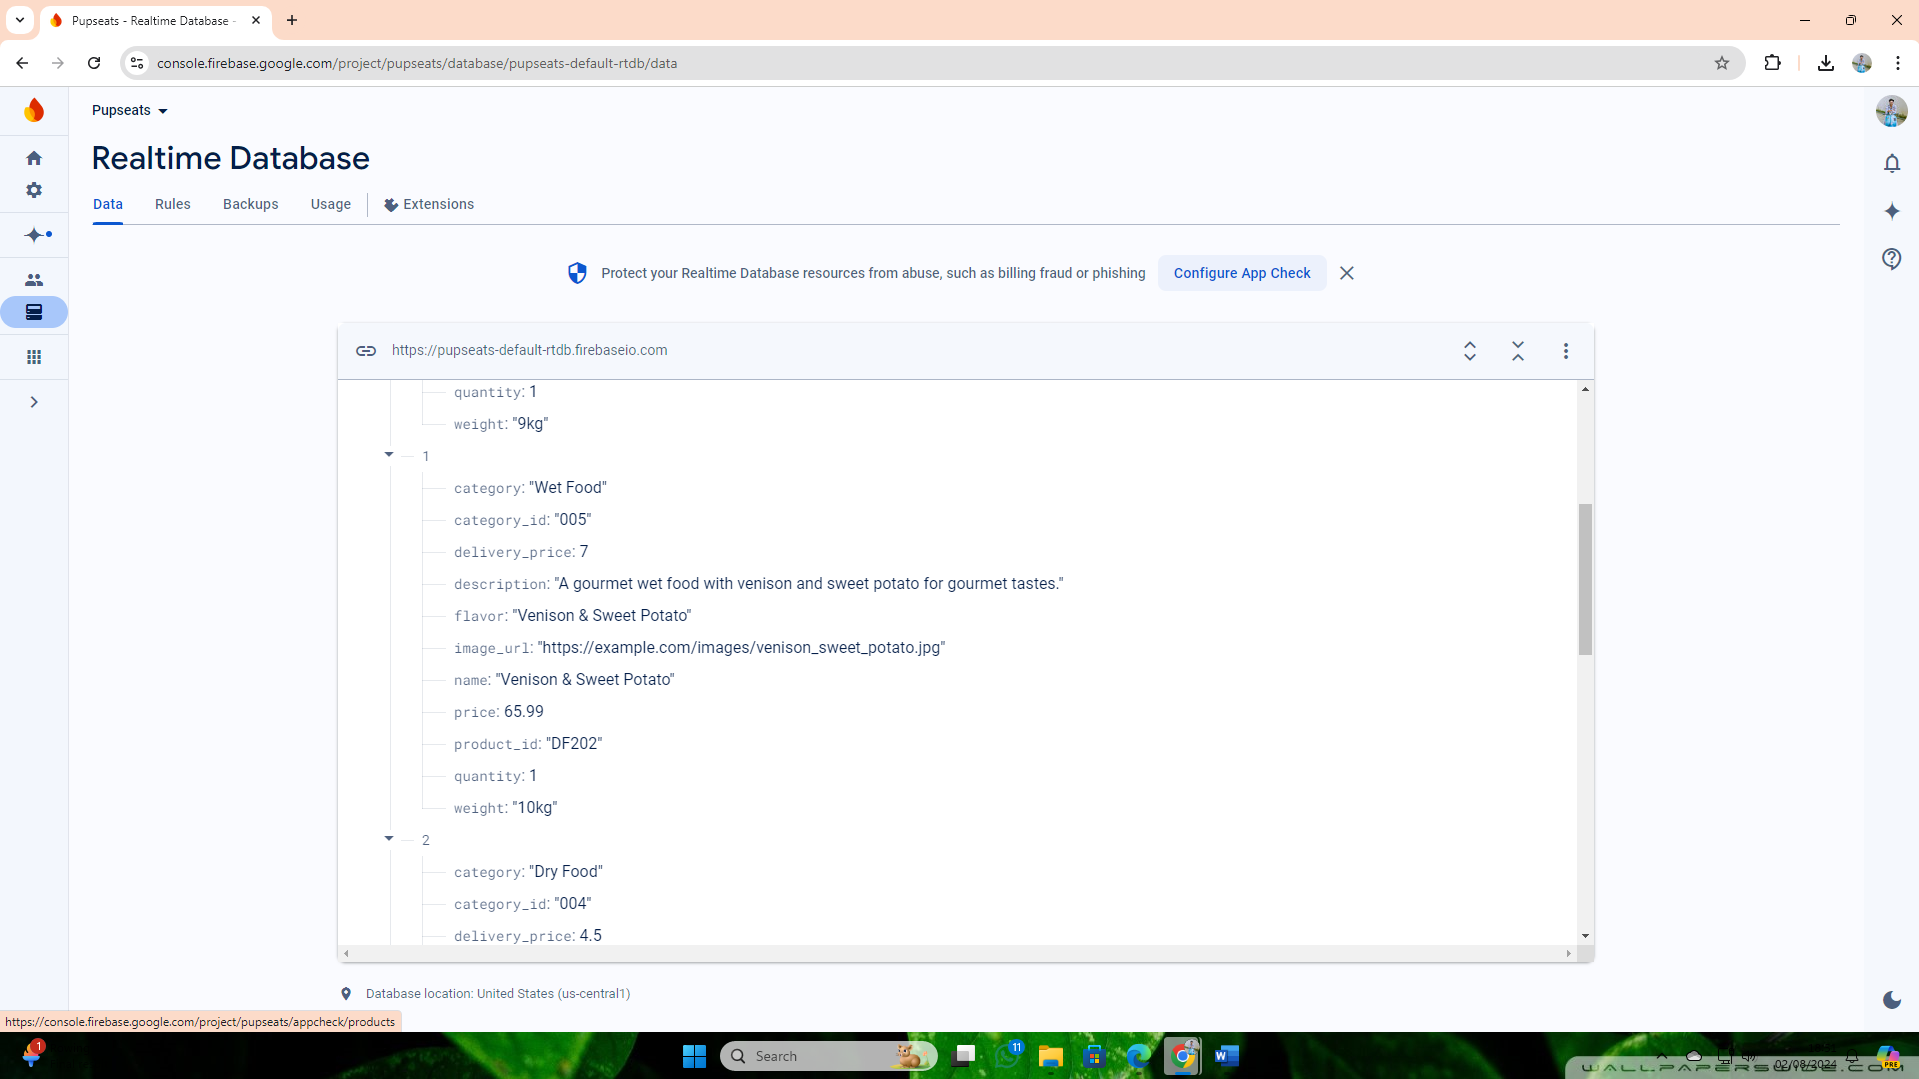 Pupseats - Realtime Database -
console.firebase.google.com/project/pupseats/database/pupseats-default-rtdb/data
Pupseats
Realtime Database
Data Rules Backups Usage Extensions
Protect your Realtime Database resources from abuse, such as billing fraud or phishing Configure App Check
https://pupseats-default-rtdb.firebaseio.com
quantity: 1
weight: "9kg"
1
category: "Wet Food"
category_id: "005"
delivery_price: 7
description: "A gourmet wet food with venison and sweet potato for gourmet tastes."
flavor: "Venison & Sweet Potato"
image_url: "https://example.com/images/venison_sweet_potato.jpg"
name: "Venison & Sweet Potato"
price: 65.99
product_id: "DF202"
quantity: 1
weight: "10kg"
2
category: "Dry Food"
category_id: "004"
delivery_price: 4.5
Database location: United States (us-central1)
https://console.firebase.google.com/project/pupseats/appcheck/products
1
Search
11
02/08/2024
PRE
WALLPAPERSWIDE.COM